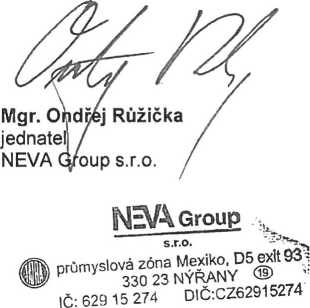 Mgr. Ondřej Růžička
jednatel
NEVA Group s.r.o.
NEVA Group
s.r.o.
průmyslová zóna Mexiko, D5 exit 93
330 23 NÝŘANY 19
IČ: 629 15 274 DIČ:CZ62915274